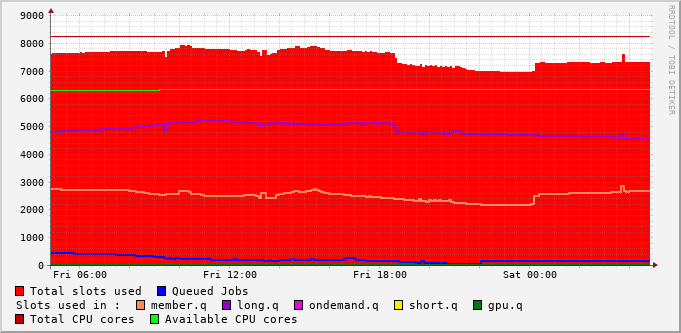 9000
8000
7000
6000
5000
4000
3000
2000
1000
0
Fri 06:00 Fri 12:00 Fri 18:00 Sat 00:00
RRDTOOL / TOBI OETIKER
Total slots used Queued Jobs
Slots used in : member.q long.q ondemand.q short.q gpu.q
Total CPU cores Available CPU cores